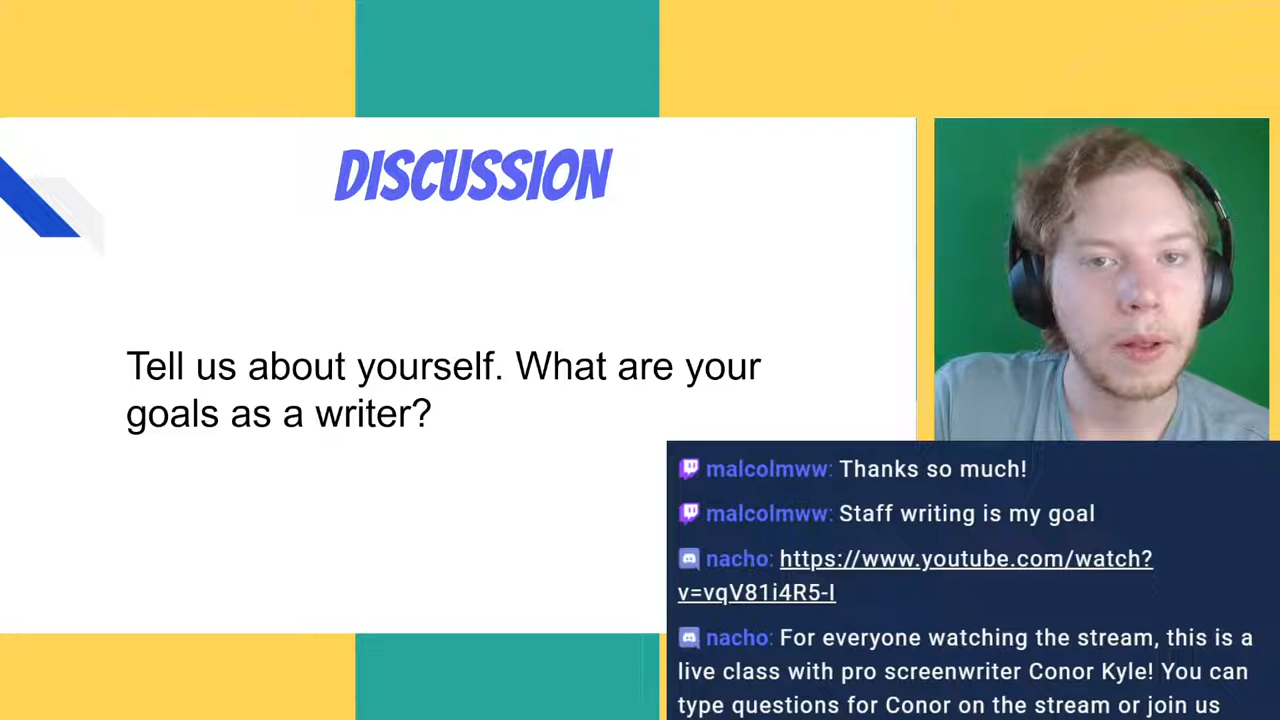 DISCUSSION
Tell us about yourself. What are your
goals as a writer?
malcolmww: Thanks so much!
malcolmww: Staff writing is my goal
nacho: https://www.youtube.com/watch?
v=vqV81i4R5-I
nacho: For everyone watching the stream, this is a
live class with pro screenwriter Conor Kyle! You can
type questions for Conor on the stream or join us